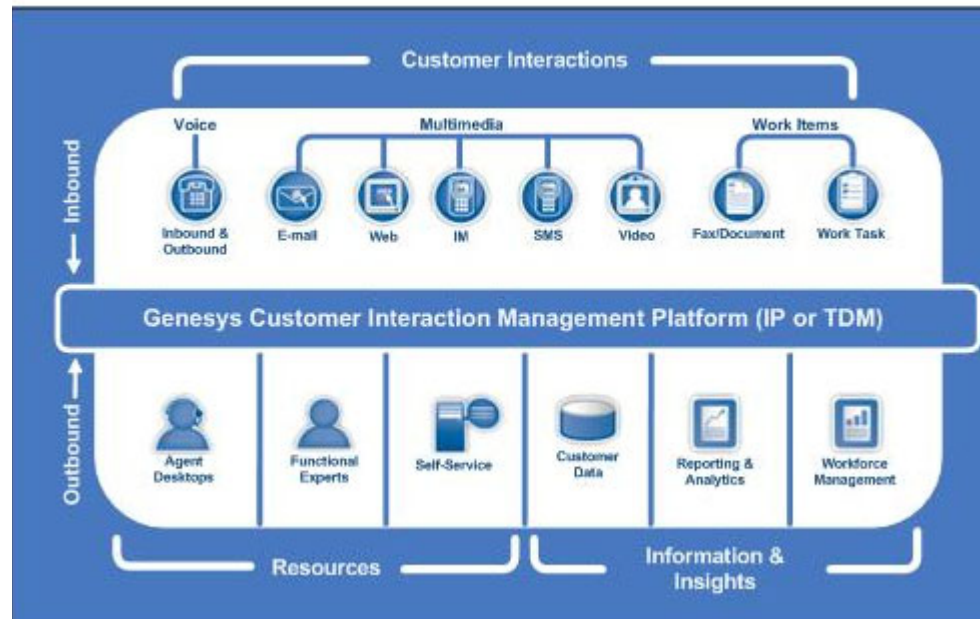 Customer Interactions
Voice
Multimedia
Work Items
Inbound
Inbound &
Outbound
E-mail
Web
IM
SMS
Video
Fax/Document
Work Task
Genesys Customer Interaction Management Platform (IP or TDM)
Outbound
Agent
Desktops
Functional
Experts
Self-Service
Customer
Data
Reporting &
Analytics
Workforce
Management
Resources
Information &
Insights